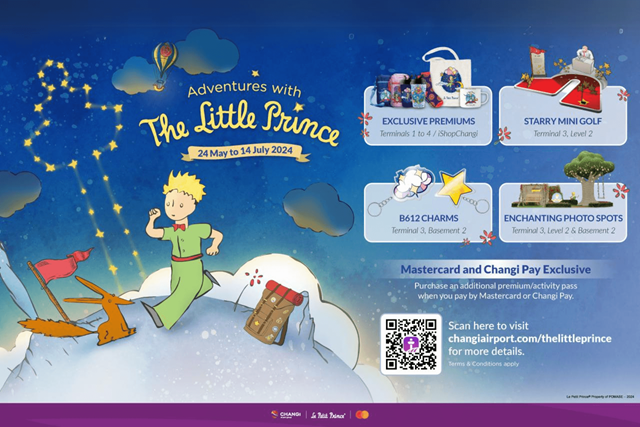 Adventures with
The Little Prince
24 May to 14 July 2024
EXCLUSIVE PREMIUMS
Terminals 1 to 4 / iShopChangi
STARRY MINI GOLF
Terminal 3, Level 2
B612 CHARMS
Terminal 3, Basement 2
ENCHANTING PHOTO SPOTS
Terminal 3, Level 2 & Basement 2
Mastercard and Changi Pay Exclusive
Purchase an additional premium/activity pass
when you pay by Mastercard or Changi Pay.
Scan here to visit
changiairport.com/thelittleprince
for more details.
Terms & Conditions apply
Le Petit Prince® Property of POMASE - 2024
CHANGI
Le Petit Prince®